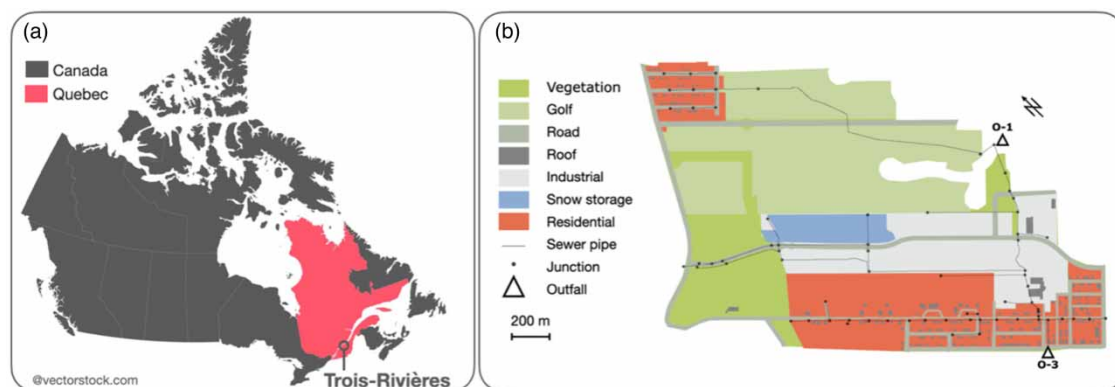 (a)
Canada
Quebec
Trois-Rivières
@vectorstock.com
(b)
Vegetation
Golf
Road
Roof
Industrial
Snow storage
Residential
Sewer pipe
Junction
Outfall
200 m
N
O-1
O-3